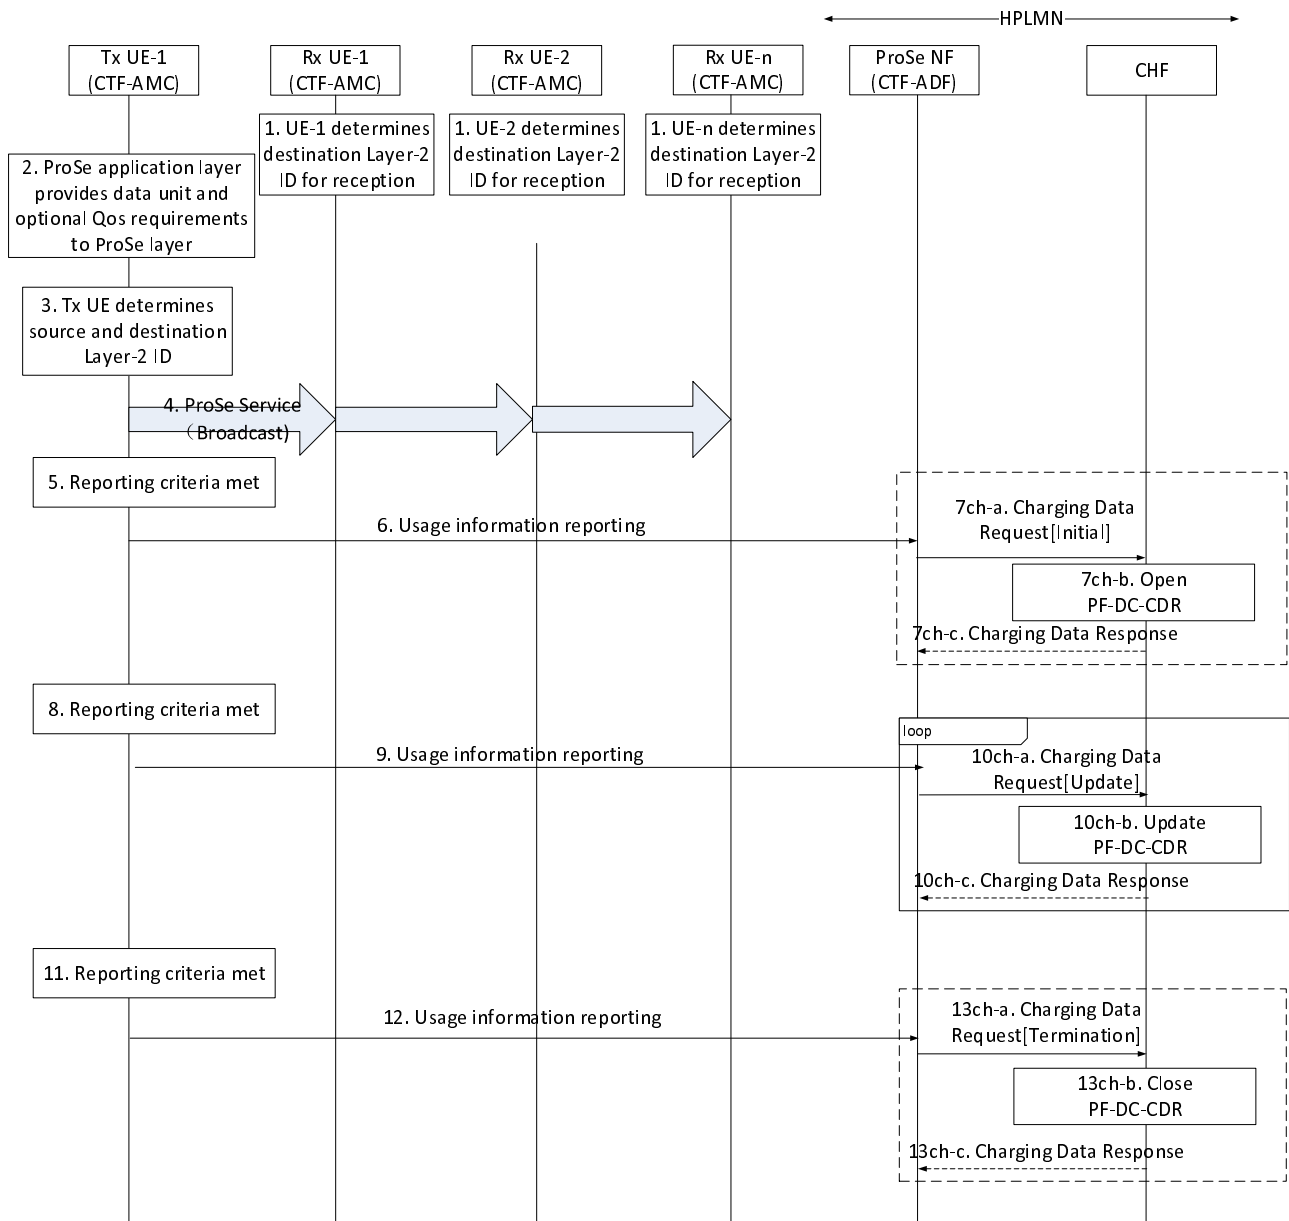 HPLMN
Tx UE-1
(CTF-AMC)
Rx UE-1
(CTF-AMC)
Rx UE-2
(CTF-AMC)
Rx UE-n
(CTF-AMC)
ProSe NF
(CTF-ADF)
CHF
1. UE-1 determines
destination Layer-2
ID for reception
1. UE-2 determines
destination Layer-2
ID for reception
1. UE-n determines
destination Layer-2
ID for reception
2. ProSe application layer
provides data unit and
optional Qos requirements
to ProSe layer
3. Tx UE determines
source and destination
Layer-2 ID
4. ProSe Service
（Broadcast)
5. Reporting criteria met
6. Usage information reporting
7ch-a. Charging Data
Request[Initial]
7ch-b. Open
PF-DC-CDR
7ch-c. Charging Data Response
8. Reporting criteria met
loop
9. Usage information reporting
10ch-a. Charging Data
Request[Update]
10ch-b. Update
PF-DC-CDR
10ch-c. Charging Data Response
11. Reporting criteria met
12. Usage information reporting
13ch-a. Charging Data
Request[Termination]
13ch-b. Close
PF-DC-CDR
13ch-c. Charging Data Response